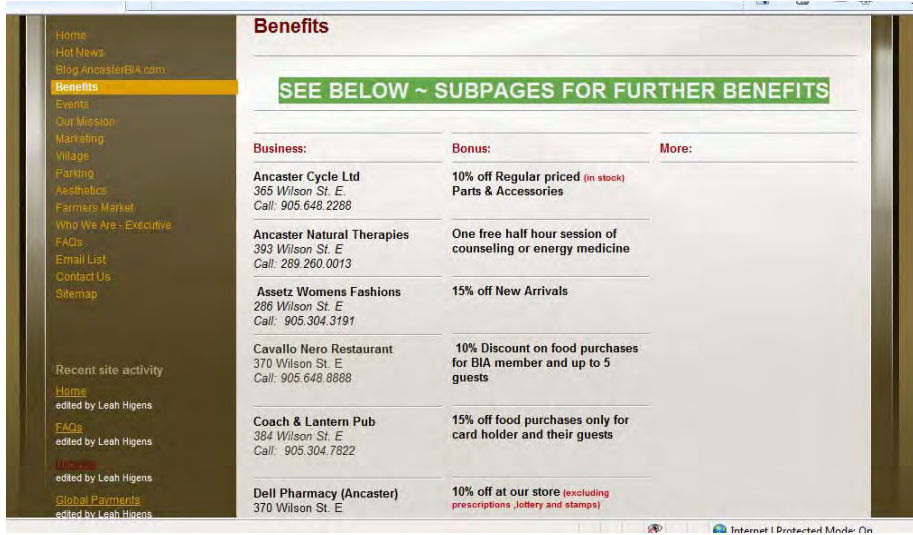 Home
Hot News
Blog AncasterBIA.com
Benefits
Events
Our Mission
Marketing
Village
Parking
Aesthetics
Farmers Market
Who We Are - Executive
FAQs
Email List
Contact Us
Sitemap
Recent site activity
Home
edited by Leah Higens
FAQs
edited by Leah Higens
edited by Leah Higens
Global Payments
edited by Leah Higens
Benefits
SEE BELOW ~ SUBPAGES FOR FURTHER BENEFITS
Business: Bonus: More:
Ancaster Cycle Ltd
365 Wilson St. E.
Call: 905.648.2288
10% off Regular priced (in stock)
Parts & Accessories
Ancaster Natural Therapies
393 Wilson St. E
Call: 289.260.0013
One free half hour session of
counseling or energy medicine
Assetz Womens Fashions
286 Wilson St. E
Call: 905.304.3191
15% off New Arrivals
Cavallo Nero Restaurant
370 Wilson St. E
Call: 905.648.8888
10% Discount on food purchases
for BIA member and up to 5
guests
Coach & Lantern Pub
384 Wilson St. E
Call: 905.304.7822
15% off food purchases only for
card holder and their guests
Dell Pharmacy (Ancaster)
370 Wilson St. E
10% off at our store (excluding
prescriptions ,lottery and stamps)
Internet | Protected Mode: On